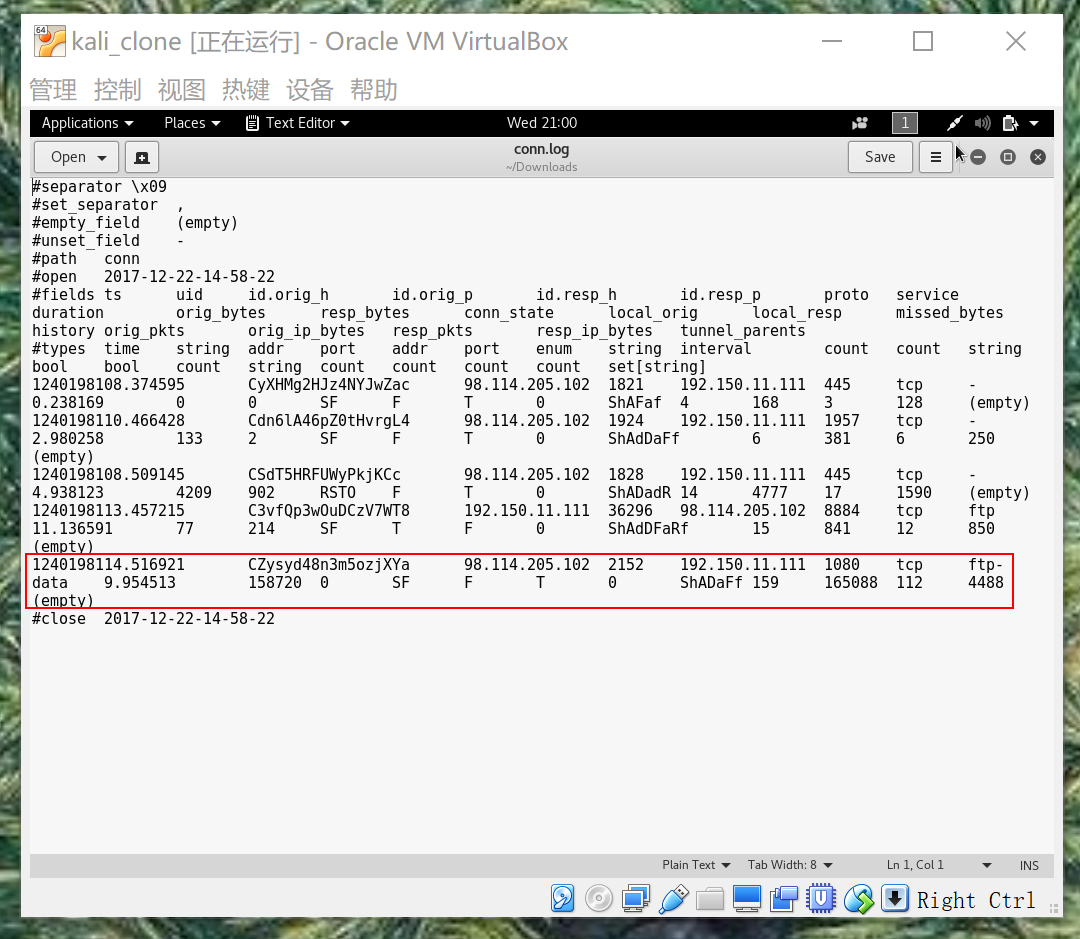 64
kali_clone [正在运行] - Oracle VM VirtualBox
管理 控制 视图 热键 设备 帮助
Applications Places Text Editor Wed 21:00 1
Open conn.log Save
~/Downloads
#separator \x09
#set_separator ,
#empty_field (empty)
#unset_field -
#path conn
#open 2017-12-22-14-58-22
#fields ts uid id.orig_h id.orig_p id.resp_h id.resp_p proto service
duration orig_bytes resp_bytes conn_state local_orig local_resp missed_bytes
history orig_pkts orig_ip_bytes resp_pkts resp_ip_bytes tunnel_parents
#types time string addr port addr port enum string interval count count string
bool bool count string count count count count set[string]
1240198108.374595 CyXHMg2HJz4NYJwZac 98.114.205.102 1821 192.150.11.111 445 tcp -
0.238169 0 0 SF F T 0 ShAFaf 4 168 3 128 (empty)
1240198110.466428 Cdn6lA46pZ0tHvrgL4 98.114.205.102 1924 192.150.11.111 1957 tcp -
2.980258 133 2 SF F T 0 ShAdDaFf 6 381 6 250
(empty)
1240198108.509145 CSdT5HRFUWyPkjKCc 98.114.205.102 1828 192.150.11.111 445 tcp -
4.938123 4209 902 RSTO F T 0 ShADadR 14 4777 17 1590 (empty)
1240198113.457215 C3vfQp3wOuDCzV7WT8 192.150.11.111 36296 98.114.205.102 8884 tcp ftp
11.136591 77 214 SF T F 0 ShAdDFaRf 15 841 12 850
(empty)
1240198114.516921 CZysyd48n3m5ozjXYa 98.114.205.102 2152 192.150.11.111 1080 tcp ftp-
data 9.954513 158720 0 SF F T 0 ShADaFf 159 165088 112 4488
(empty)
#close 2017-12-22-14-58-22
Plain Text Tab Width: 8 Ln 1, Col 1 INS
Right Ctrl